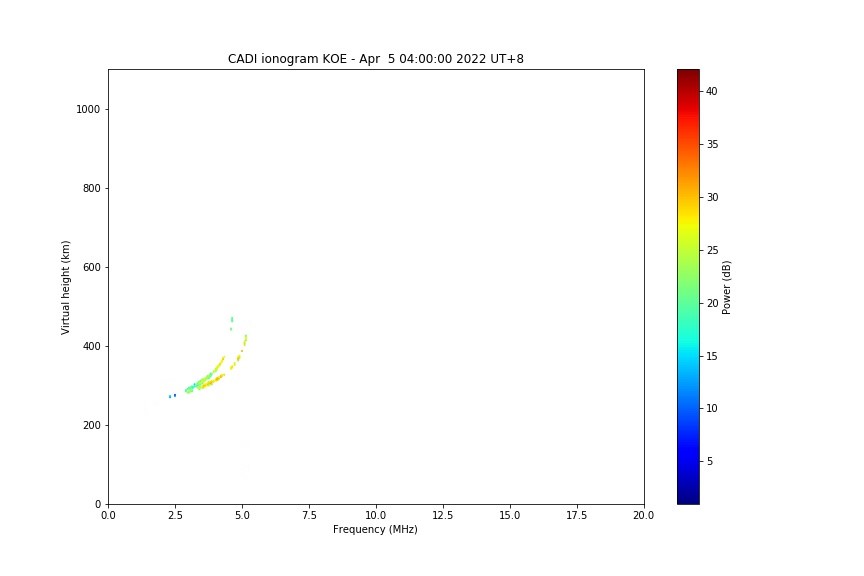 CADI ionogram KOE - Apr  5 04:00:00 2022 UT+8
Virtual height (km)
1000
800
600
400
200
0
0.0 2.5 5.0 7.5 10.0 12.5 15.0 17.5 20.0
Frequency (MHz)
40
35
30
25
20
15
10
5
Power (dB)